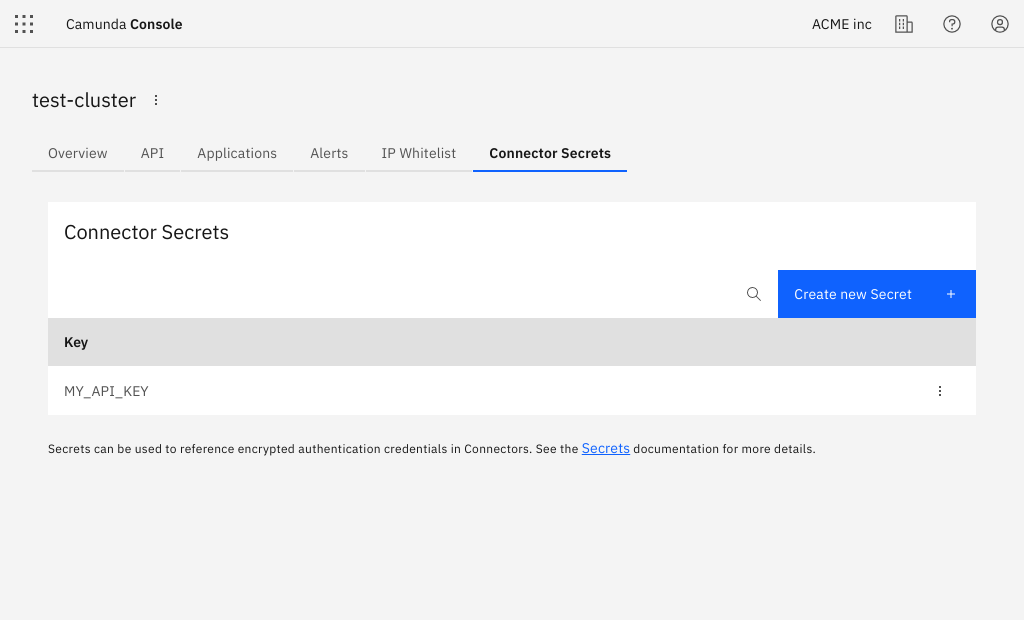 Camunda Console
ACME inc
test-cluster
Overview API Applications Alerts IP Whitelist Connector Secrets
Connector Secrets
Create new Secret +
Key
MY_API_KEY
Secrets can be used to reference encrypted authentication credentials in Connectors. See the Secrets documentation for more details.